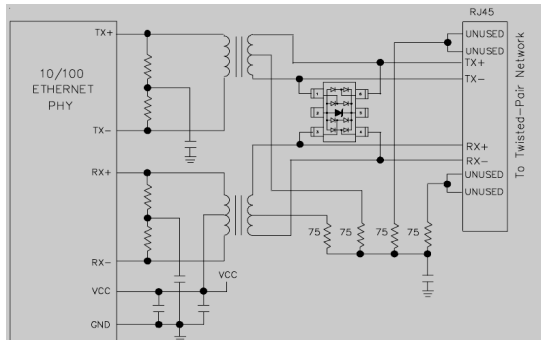 RJ45
TX+
UNUSED
UNUSED
TX+
TX-
10/100
ETHERNET
PHY
TX-
RX+
RX+
RX-
UNUSED
UNUSED
To Twisted-Pair Network
75
75
75
75
RX-
VCC
VCC
GND